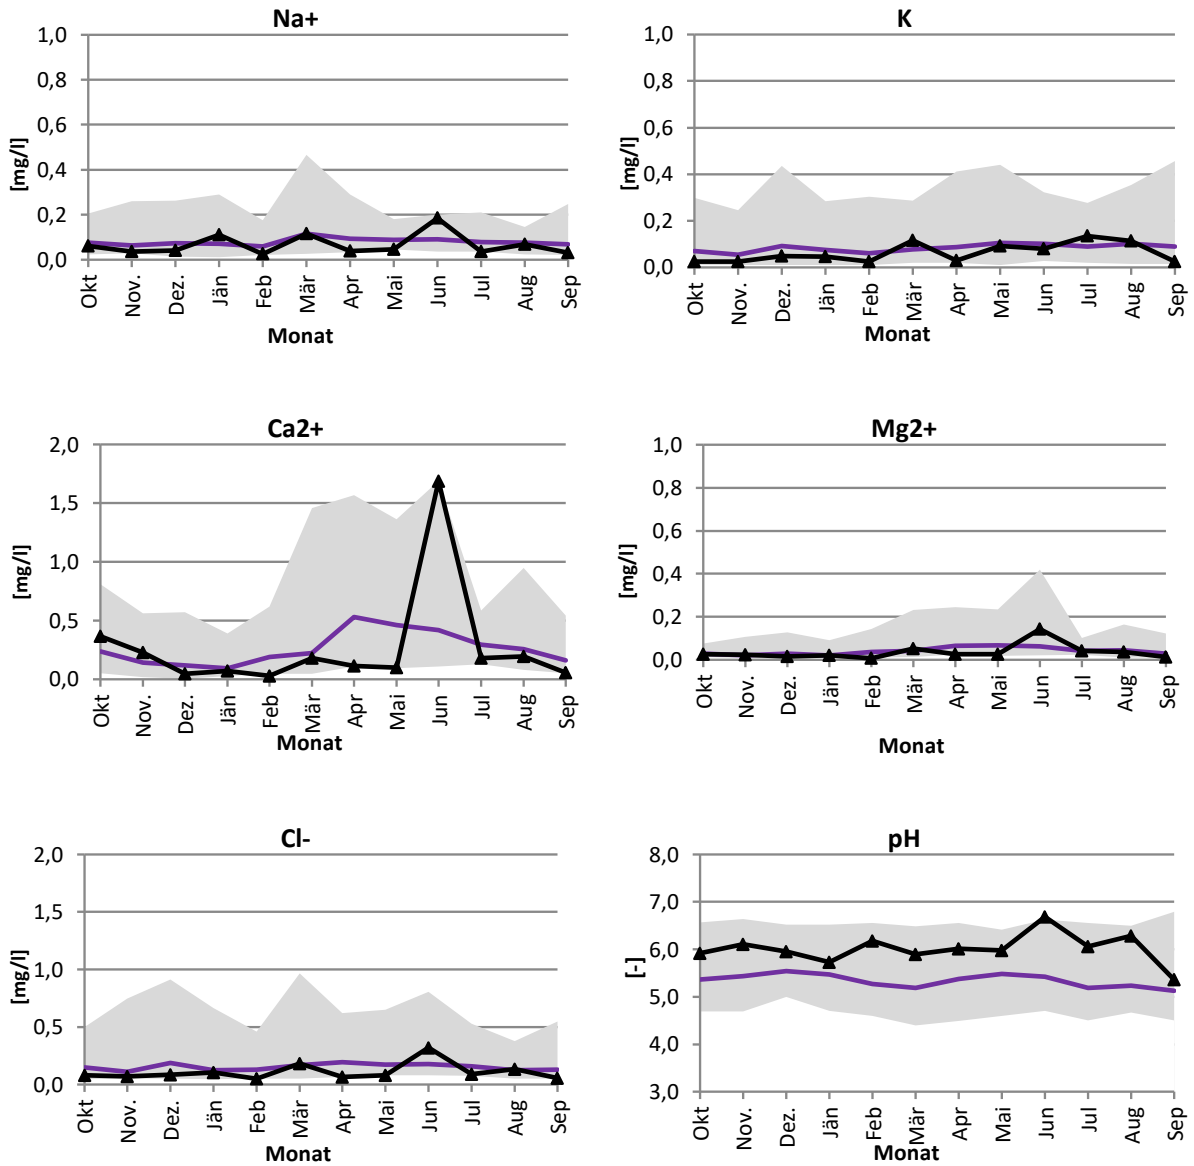 Na+
1,0
0,8
0,6
0,4
0,2
0,0
[mg/l]
Okt
Nov.
Dez.
Jän
Feb
Mär
Apr
Mai
Jun
Jul
Aug
Sep
Monat
K
1,0
0,8
0,6
0,4
0,2
0,0
[mg/l]
Okt
Nov.
Dez.
Jän
Feb
Mär
Apr
Mai
Jun
Jul
Aug
Sep
Monat
Ca2+
2,0
1,5
1,0
0,5
0,0
[mg/l]
Okt
Nov.
Dez.
Jän
Feb
Mär
Apr
Mai
Jun
Jul
Aug
Sep
Monat
Mg2+
1,0
0,8
0,6
0,4
0,2
0,0
[mg/l]
Okt
Nov.
Dez.
Jän
Feb
Mär
Apr
Mai
Jun
Jul
Aug
Sep
Monat
Cl-
2,0
1,5
1,0
0,5
0,0
[mg/l]
Okt
Nov.
Dez.
Jän
Feb
Mär
Apr
Mai
Jun
Jul
Aug
Sep
Monat
pH
8,0
7,0
6,0
5,0
4,0
3,0
[-]
Okt
Nov.
Dez.
Jän
Feb
Mär
Apr
Mai
Jun
Jul
Aug
Sep
Monat